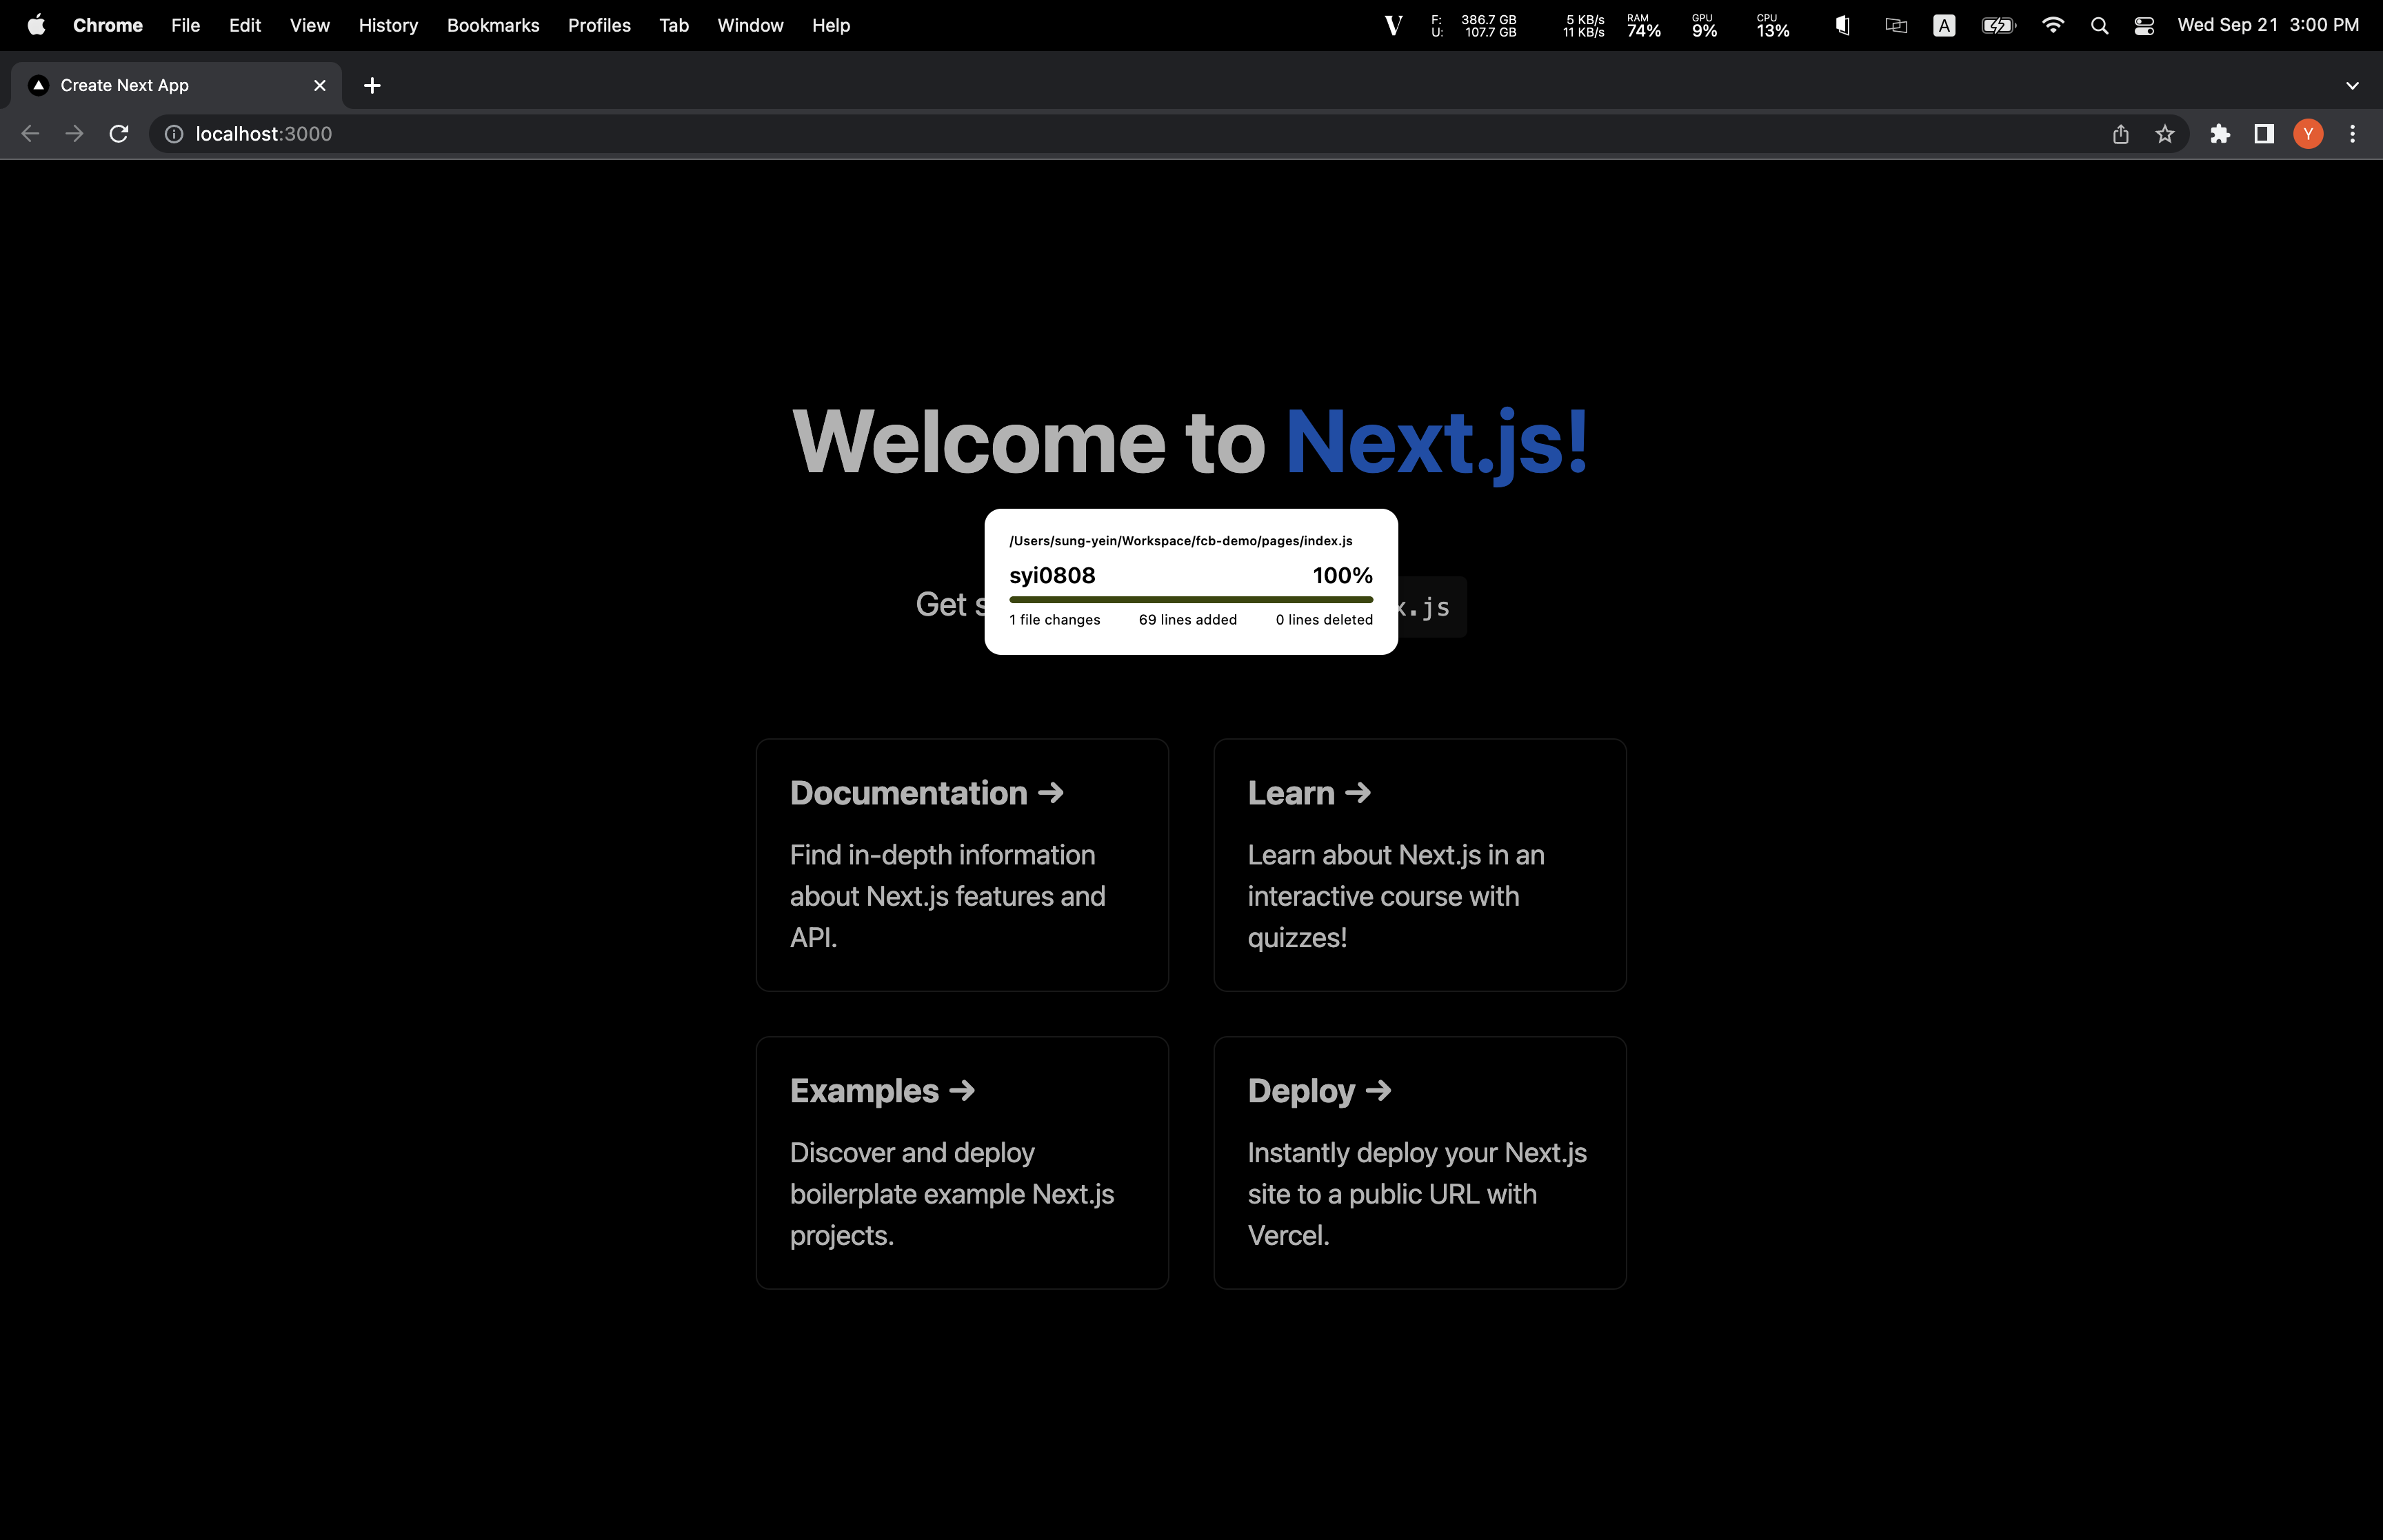 Chrome File Edit View History Bookmarks Profiles Tab Window Help
V F: 386.7 GB 5 KB/s RAM GPU CPU A Wed Sep 21 3:00 PM
U: 107.7 GB 11 KB/s 74% 9% 13%
Create Next App
localhost:3000
Y
Welcome to Next.js!
/Users/sung-yein/Workspace/fcb-demo/pages/index.js
syi0808 100%
Get s x.js
1 file changes 69 lines added 0 lines deleted
Documentation →
Find in-depth information
about Next.js features and
API.
Learn →
Learn about Next.js in an
interactive course with
quizzes!
Examples →
Discover and deploy
boilerplate example Next.js
projects.
Deploy →
Instantly deploy your Next.js
site to a public URL with
Vercel.